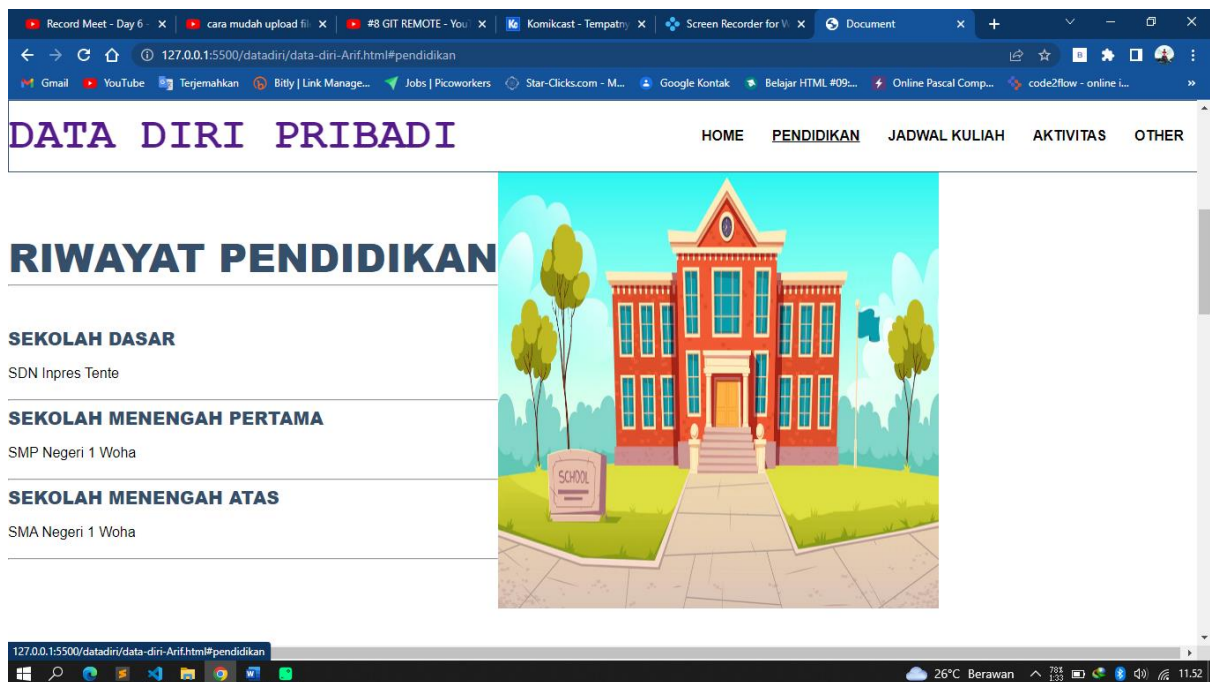 Record Meet - Day 6 -
cara mudah upload fil
#8 GIT REMOTE - You
Komikcast - Tempatny
Screen Recorder for W
Document
127.0.0.1:5500/datadiri/data-diri-Arif.html#pendidikan
Gmail
YouTube
Terjemahkan
Bitly | Link Manage...
Jobs | Picoworkers
Star-Clicks.com - M...
Google Kontak
Belajar HTML #09:...
Online Pascal Comp...
code2flow - online i...
»
DATA DIRI PRIBADI
HOME
PENDIDIKAN
JADWAL KULIAH
AKTIVITAS
OTHER
RIWAYAT PENDIDIKAN
SEKOLAH DASAR
SDN Inpres Tente
SEKOLAH MENENGAH PERTAMA
SMP Negeri 1 Woha
SEKOLAH MENENGAH ATAS
SMA Negeri 1 Woha
SCHOOL
127.0.0.1:5500/datadiri/data-diri-Arif.html#pendidikan
26°C Berawan
78%
1:33
11.52